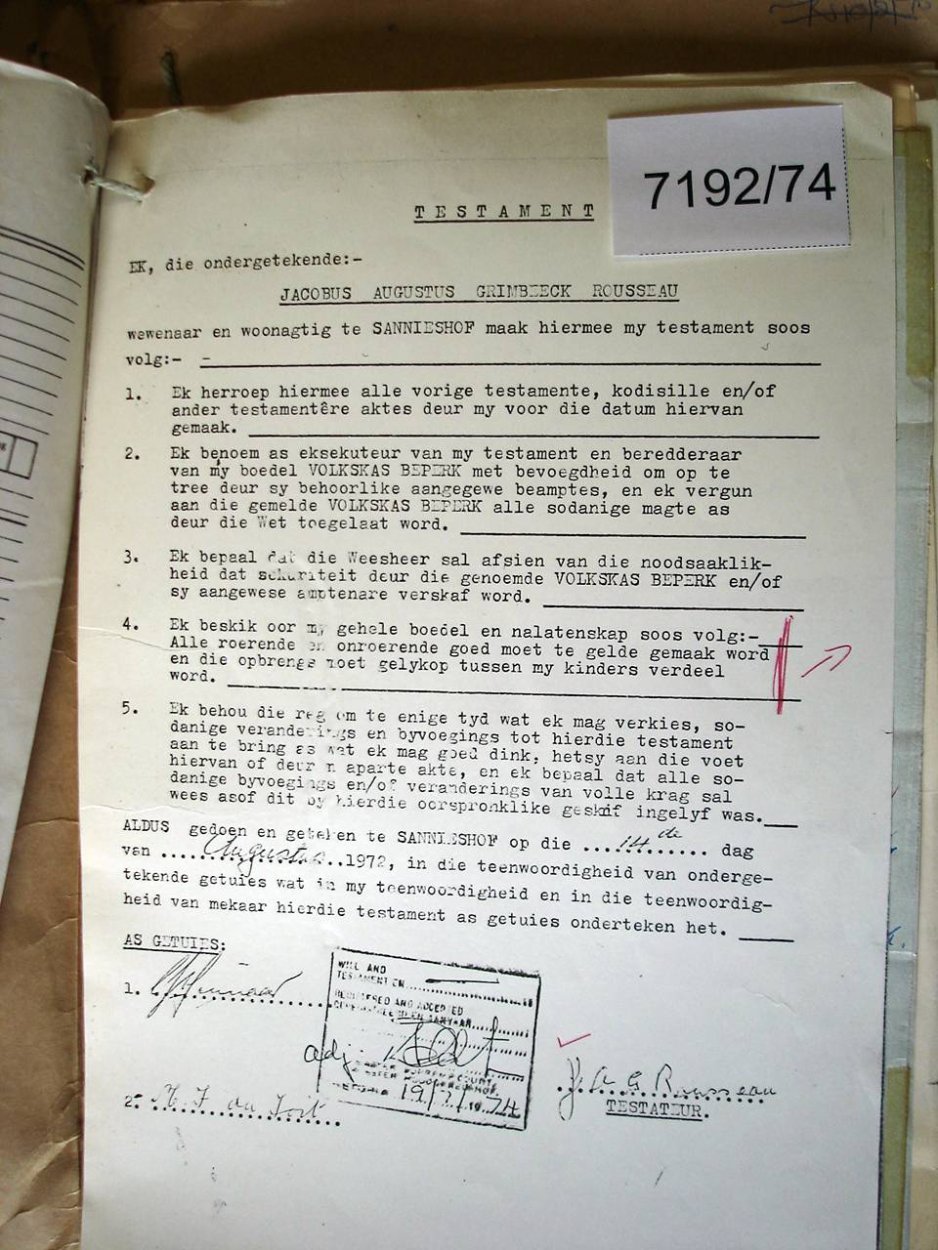 7192/74
TESTAMENT
EK, die ondergetekende:-
JACOBUS AUGUSTUS GRIMBEECK ROUSSEAU
wewenaar en woonagtig te SANNIESHOF maak hiermee my testament soos
volg:- -
1. Ek herroep hiermee alle vorige testamente, kodisille en/of
ander testamentêre aktes deur my voor die datum hiervan
gemaak.
2. Ek benoem as eksekuteur van my testament en beredderaar
van my boedel VOLKSKAS BEPERK met bevoegdheid om op te
tree deur sy behoorlike aangegewe beamptes, en ek vergun
aan die gemelde VOLKSKAS BEPERK alle sodanige magte as
deur die Wet toegelaat word.
3. Ek bepaal dat die Weesheer sal afsien van die noodsaaklik-
heid dat sekuriteit deur die genoemde VOLKSKAS BEPERK en/of
sy aangewese amptenare verskaf word.
4. Ek beskik oor my gehele boedel en nalatenskap soos volg:-
Alle roerende en onroerende goed moet te gelde gemaak word
en die opbrengs moet gelykop tussen my kinders verdeel
word.
5. Ek behou die reg om te enige tyd wat ek mag verkies, so-
danige veranderings en byvoegings tot hierdie testament
aan te bring as wat ek mag goed dink, hetsy aan die voet
hiervan of deur n aparte akte, en ek bepaal dat alle so-
danige byvoegings en/of veranderings van volle krag sal
wees asof dit by hierdie oorspronklike geskrif ingelyf was.
ALDUS gedoen en geteken te SANNIESHOF op die ...14de...... dag
van .....Augustus..1972, in die teenwoordigheid van onderge-
tekende getuies wat in my teenwoordigheid en in die teenwoordig-
heid van mekaar hierdie testament as getuies onderteken het.
AS GETUIES:
1.
WILL AND
TESTAMENT EN
REGISTERED AND ACCEPTED
adj.
19/3/1974
2. du Toit
J. A. G. Rousseau
TESTATEUR.